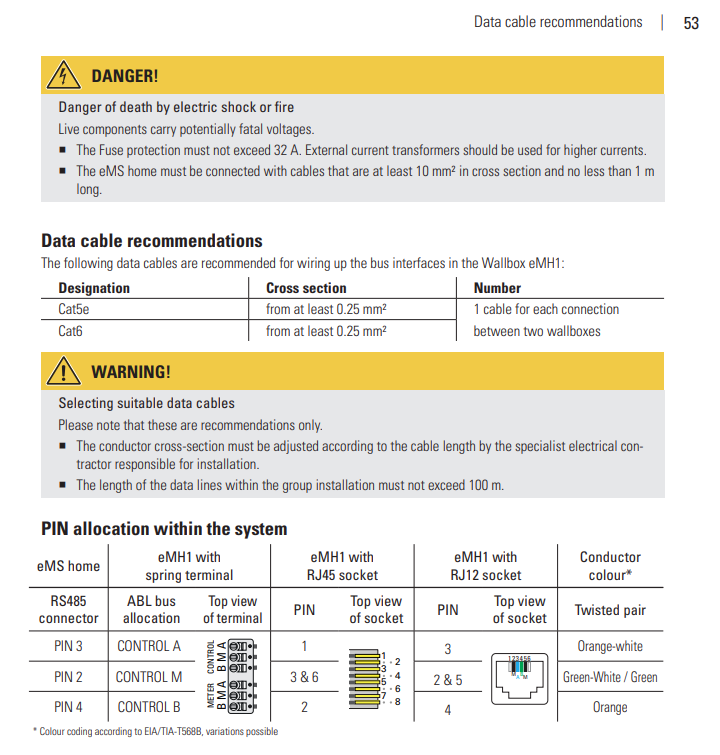 Data cable recommendations | 53
DANGER!
Danger of death by electric shock or fire
Live components carry potentially fatal voltages.
■ The Fuse protection must not exceed 32 A. External current transformers should be used for higher currents.
■ The eMS home must be connected with cables that are at least 10 mm² in cross section and no less than 1 m
long.
Data cable recommendations
The following data cables are recommended for wiring up the bus interfaces in the Wallbox eMH1:
Designation Cross section Number
Cat5e from at least 0.25 mm² 1 cable for each connection
Cat6 from at least 0.25 mm² between two wallboxes
WARNING!
Selecting suitable data cables
Please note that these are recommendations only.
■ The conductor cross-section must be adjusted according to the cable length by the specialist electrical con-
tractor responsible for installation.
■ The length of the data lines within the group installation must not exceed 100 m.
PIN allocation within the system
eMS home eMH1 with spring terminal eMH1 with RJ45 socket eMH1 with RJ12 socket Conductor colour*
RS485 connector ABL bus allocation Top view of terminal PIN Top view of socket PIN Top view of socket Twisted pair
PIN 3 CONTROL A 1 3 Orange-white
PIN 2 CONTROL M 3 & 6 2 & 5 Green-White / Green
PIN 4 CONTROL B 2 4 Orange
CONTROL
B M A
METER
B M A
1
2
3
4
5
6
7
8
123456
M A M
* Colour coding according to EIA/TIA-T568B, variations possible